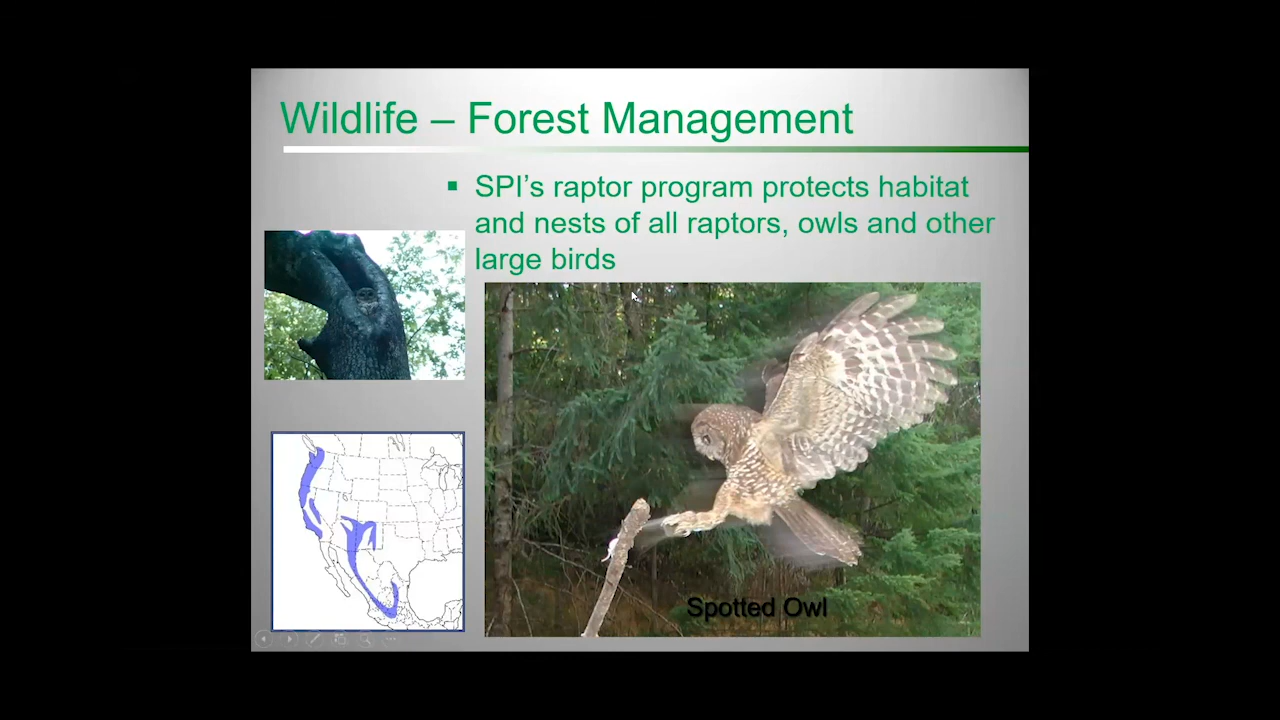 Wildlife – Forest Management
▪ SPI’s raptor program protects habitat
and nests of all raptors, owls and other
large birds
Spotted Owl